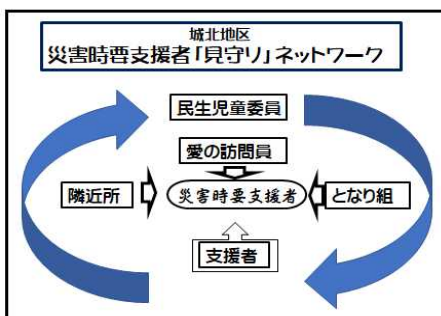 城北地区
災害時要支援者「見守り」ネットワーク
民生児童委員
愛の訪問員
隣近所
災害時要支援者
となり組
支援者